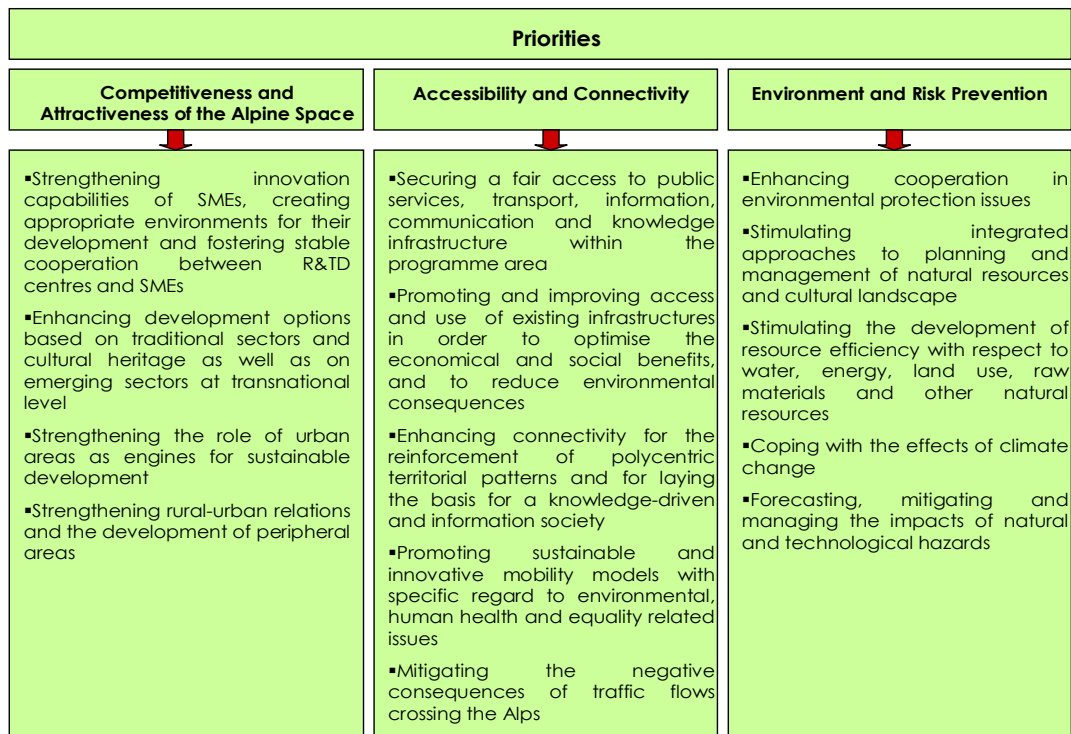 Priorities
Competitiveness and
Attractiveness of the Alpine Space
▪Strengthening innovation
capabilities of SMEs, creating
appropriate environments for their
development and fostering stable
cooperation between R&TD
centres and SMEs
▪Enhancing development options
based on traditional sectors and
cultural heritage as well as on
emerging sectors at transnational
level
▪Strengthening the role of urban
areas as engines for sustainable
development
▪Strengthening rural-urban relations
and the development of peripheral
areas
Accessibility and Connectivity
▪Securing a fair access to public
services, transport, information,
communication and knowledge
infrastructure within the
programme area
▪Promoting and improving access
and use of existing infrastructures
in order to optimise the
economical and social benefits,
and to reduce environmental
consequences
▪Enhancing connectivity for the
reinforcement of polycentric
territorial patterns and for laying
the basis for a knowledge-driven
and information society
▪Promoting sustainable and
innovative mobility models with
specific regard to environmental,
human health and equality related
issues
▪Mitigating the negative
consequences of traffic flows
crossing the Alps
Environment and Risk Prevention
▪Enhancing cooperation in
environmental protection issues
▪Stimulating integrated
approaches to planning and
management of natural resources
and cultural landscape
▪Stimulating the development of
resource efficiency with respect to
water, energy, land use, raw
materials and other natural
resources
▪Coping with the effects of climate
change
▪Forecasting, mitigating and
managing the impacts of natural
and technological hazards